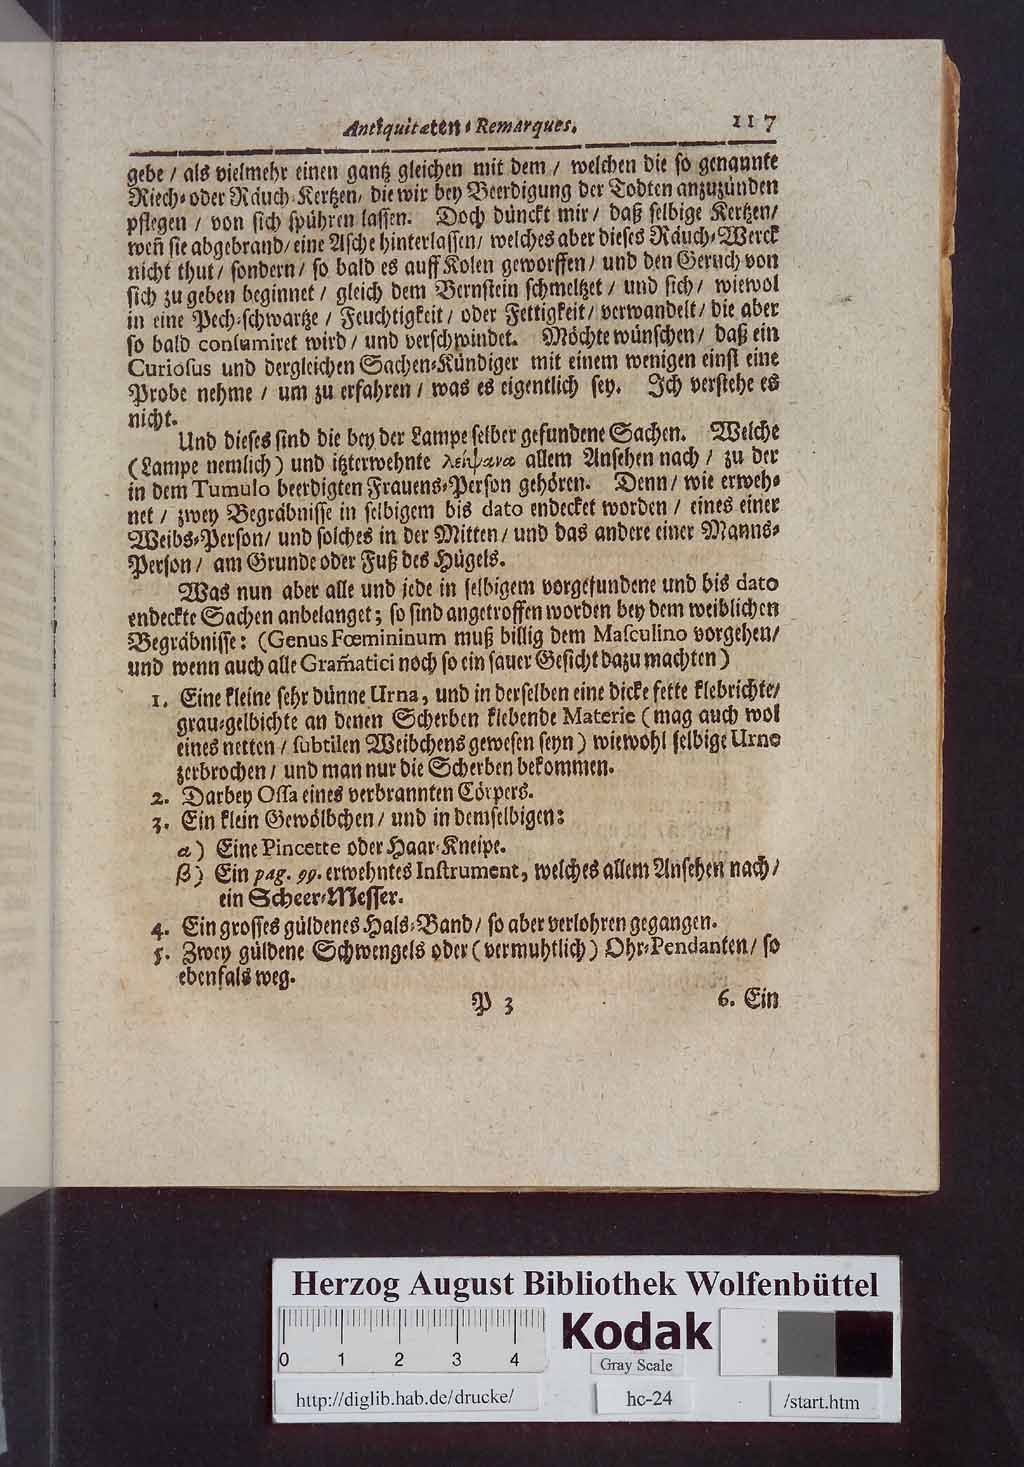 Antiquitæten-Remarques. 117
gebe / als vielmehr einen gantz gleichen mit dem / welchen die so genannte
Riech- oder Räuch-Kertzen / die wir bey Beerdigung der Todten anzuzünden
pflegen / von sich spühren lassen. Doch dünckt mir / daß selbige Kertzen /
wen̄ sie abgebrand / eine Asche hinterlassen / welches aber dieses Räuch-Werck
nicht thut / sondern / so bald es auff Kolen geworffen / und den Geruch von
sich zu geben beginnet / gleich dem Bernstein schmeltzet / und sich / wiewol
in eine Pech-schwartze / Feuchtigkeit / oder Fettigkeit / verwandelt / die aber
so bald consumiret wird / und verschwindet. Möchte wünschen / daß ein
Curiosus und dergleichen Sachen-Kündiger mit einem wenigen einst eine
Probe nehme / um zu erfahren / was es eigentlich sey. Ich verstehe es
nicht.
Und dieses sind die bey der Lampe selber gefundene Sachen. Welche
(Lampe nemlich) und itzterwehnte λείψανα allem Ansehen nach / zu der
in dem Tumulo beerdigten Frauens-Person gehören. Denn / wie erweh-
net / zwey Begräbnisse in selbigem bis dato endecket worden / eines einer
Weibs-Person / und solches in der Mitten / und das andere einer Manns-
Person / am Grunde oder Fuß des Hügels.
Was nun aber alle und jede in selbigem vorgefundene und bis dato
endeckte Sachen anbelanget; so sind angetroffen worden bey dem weiblichen
Begräbnisse: (Genus Fœmininum muß billig dem Masculino vorgehen /
und wenn auch alle Gram̄atici noch so ein sauer Gesicht dazu machten)
1. Eine kleine sehr dünne Urna, und in derselben eine dicke fette klebrichte /
grau-gelbichte an denen Scherben klebende Materie (mag auch wol
eines netten / subtilen Weibchens gewesen seyn) wiewohl selbige Urne
zerbrochen / und man nur die Scherben bekommen.
2. Darbey Ossa eines verbrannten Cörpers.
3. Ein klein Gewölbchen / und in demselbigen:
α) Eine Pincette oder Haar-Kneipe.
β) Ein pag. 99. erwehntes Instrument, welches allem Ansehen nach /
ein Scheer-Messer.
4. Ein grosses güldenes Hals-Band / so aber verlohren gegangen.
5. Zwey güldene Schwengels oder (vermuhtlich) Ohr-Pendanten / so
ebenfals weg.
P 3 6. Ein
Herzog August Bibliothek Wolfenbüttel
0 1 2 3 4
Kodak
Gray Scale
http://diglib.hab.de/drucke/ hc-24 /start.htm